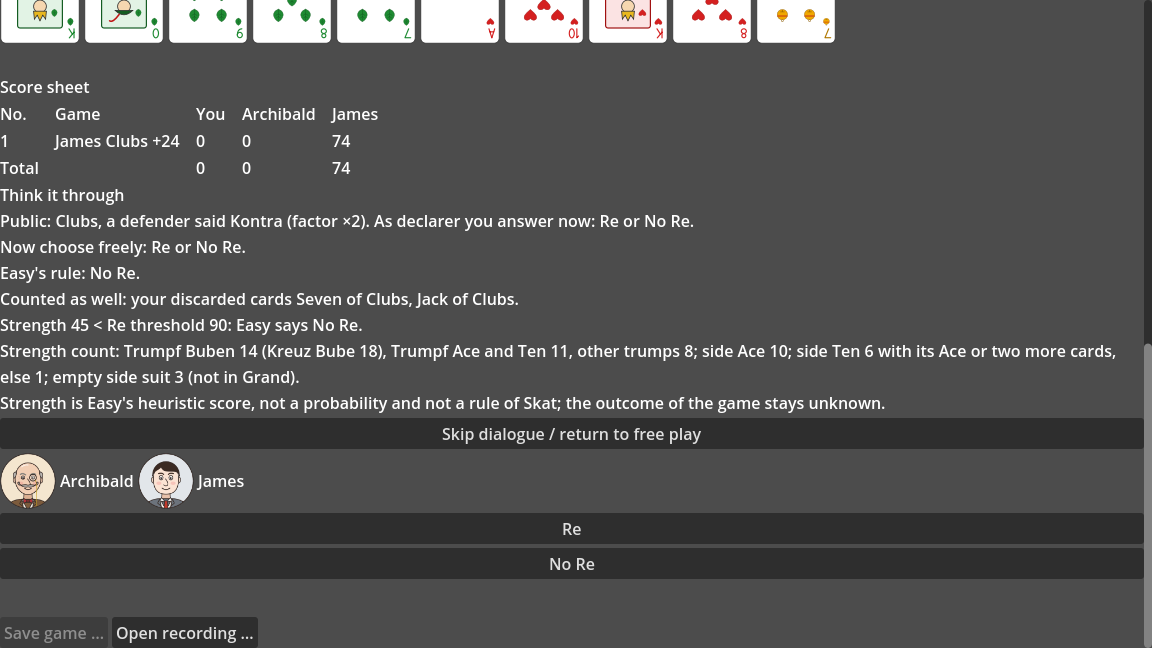 K O 9 8 7 A 10 K 8 7
Score sheet
No. Game You Archibald James
1 James Clubs +24 0 0 74
Total 0 0 74
Think it through
Public: Clubs, a defender said Kontra (factor ×2). As declarer you answer now: Re or No Re.
Now choose freely: Re or No Re.
Easy's rule: No Re.
Counted as well: your discarded cards Seven of Clubs, Jack of Clubs.
Strength 45 < Re threshold 90: Easy says No Re.
Strength count: Trumpf Buben 14 (Kreuz Bube 18), Trumpf Ace and Ten 11, other trumps 8; side Ace 10; side Ten 6 with its Ace or two more cards,
else 1; empty side suit 3 (not in Grand).
Strength is Easy's heuristic score, not a probability and not a rule of Skat; the outcome of the game stays unknown.
Skip dialogue / return to free play
Archibald James
Re
No Re
Save game ... Open recording ...